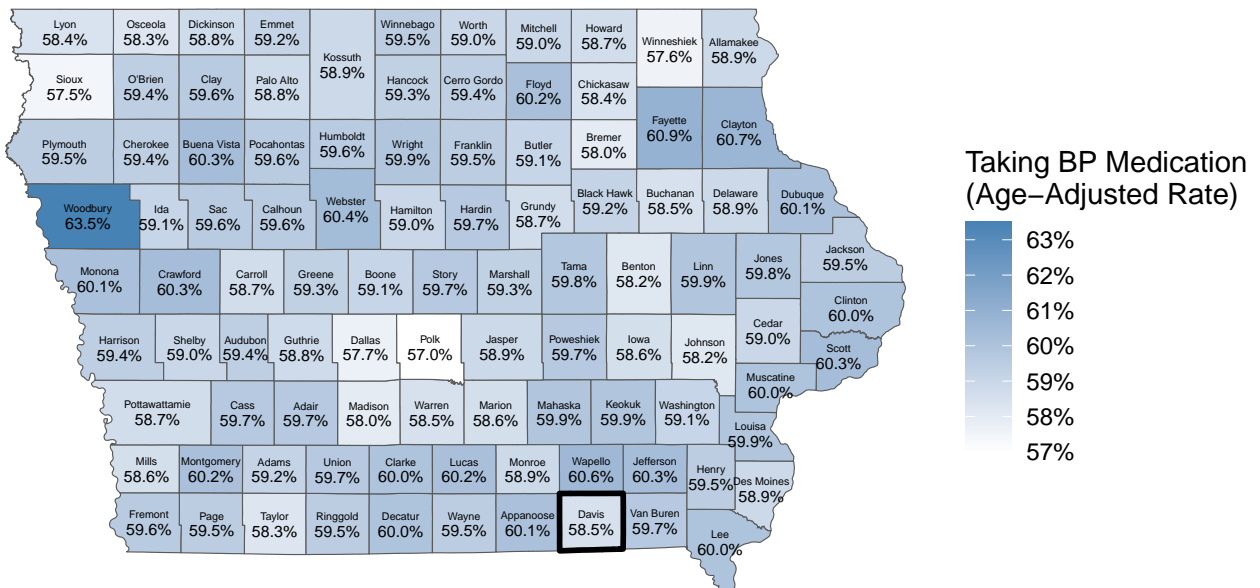 Lyon
58.4%
Osceola
58.3%
Dickinson
58.8%
Emmet
59.2%
Kossuth
58.9%
Winnebago
59.5%
Worth
59.0%
Mitchell
59.0%
Howard
58.7%
Winneshiek
57.6%
Allamakee
58.9%
Sioux
57.5%
O'Brien
59.4%
Clay
59.6%
Palo Alto
58.8%
Hancock
59.3%
Cerro Gordo
59.4%
Floyd
60.2%
Chickasaw
58.4%
Fayette
60.9%
Clayton
60.7%
Plymouth
59.5%
Cherokee
59.4%
Buena Vista
60.3%
Pocahontas
59.6%
Humboldt
59.6%
Wright
59.9%
Franklin
59.5%
Butler
59.1%
Bremer
58.0%
Woodbury
63.5%
Ida
59.1%
Sac
59.6%
Calhoun
59.6%
Webster
60.4%
Hamilton
59.0%
Hardin
59.7%
Grundy
58.7%
Black Hawk
59.2%
Buchanan
58.5%
Delaware
58.9%
Dubuque
60.1%
Monona
60.1%
Crawford
60.3%
Carroll
58.7%
Greene
59.3%
Boone
59.1%
Story
59.7%
Marshall
59.3%
Tama
59.8%
Benton
58.2%
Linn
59.9%
Jones
59.8%
Jackson
59.5%
Clinton
60.0%
Harrison
59.4%
Shelby
59.0%
Audubon
59.4%
Guthrie
58.8%
Dallas
57.7%
Polk
57.0%
Jasper
58.9%
Poweshiek
59.7%
Iowa
58.6%
Johnson
58.2%
Cedar
59.0%
Scott
60.3%
Muscatine
60.0%
Pottawattamie
58.7%
Cass
59.7%
Adair
59.7%
Madison
58.0%
Warren
58.5%
Marion
58.6%
Mahaska
59.9%
Keokuk
59.9%
Washington
59.1%
Louisa
59.9%
Mills
58.6%
Montgomery
60.2%
Adams
59.2%
Union
59.7%
Clarke
60.0%
Lucas
60.2%
Monroe
58.9%
Wapello
60.6%
Jefferson
60.3%
Henry
59.5%
Des Moines
58.9%
Fremont
59.6%
Page
59.5%
Taylor
58.3%
Ringgold
59.5%
Decatur
60.0%
Wayne
59.5%
Appanoose
60.1%
Davis
58.5%
Van Buren
59.7%
Lee
60.0%
Taking BP Medication
(Age−Adjusted Rate)
63%
62%
61%
60%
59%
58%
57%